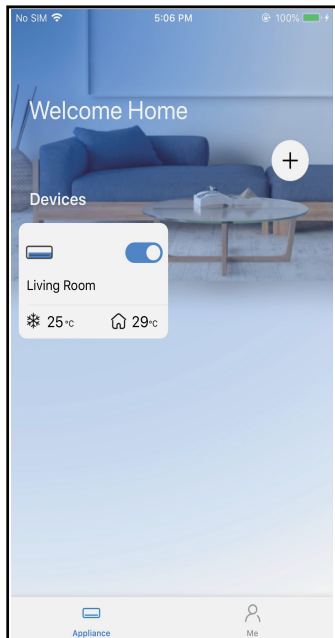 No SIM 5:06 PM 100%
Welcome Home
+
Devices
Living Room
25°C 29°C
Appliance Me